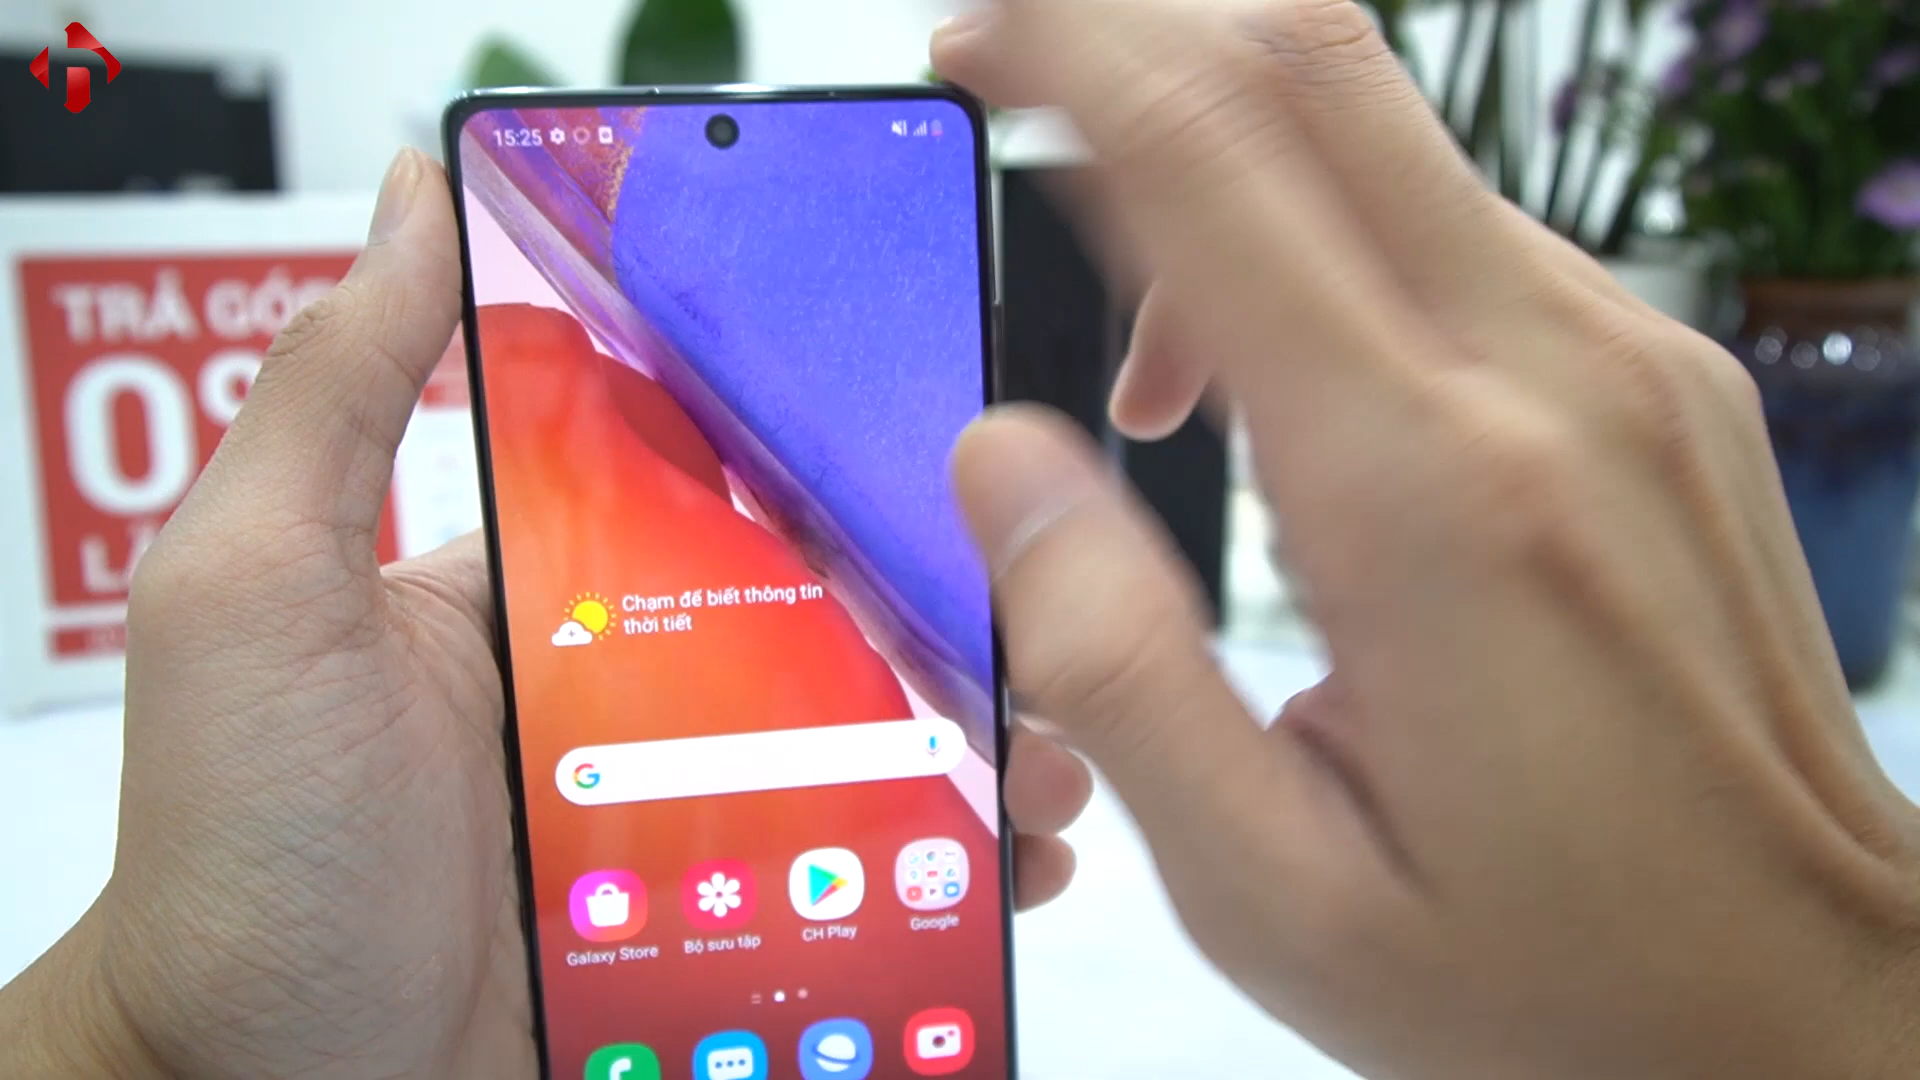 15:25
TRẢ GÓP
0%
Chạm để biết thông tin
thời tiết
Galaxy Store
Bộ sưu tập
CH Play
Google